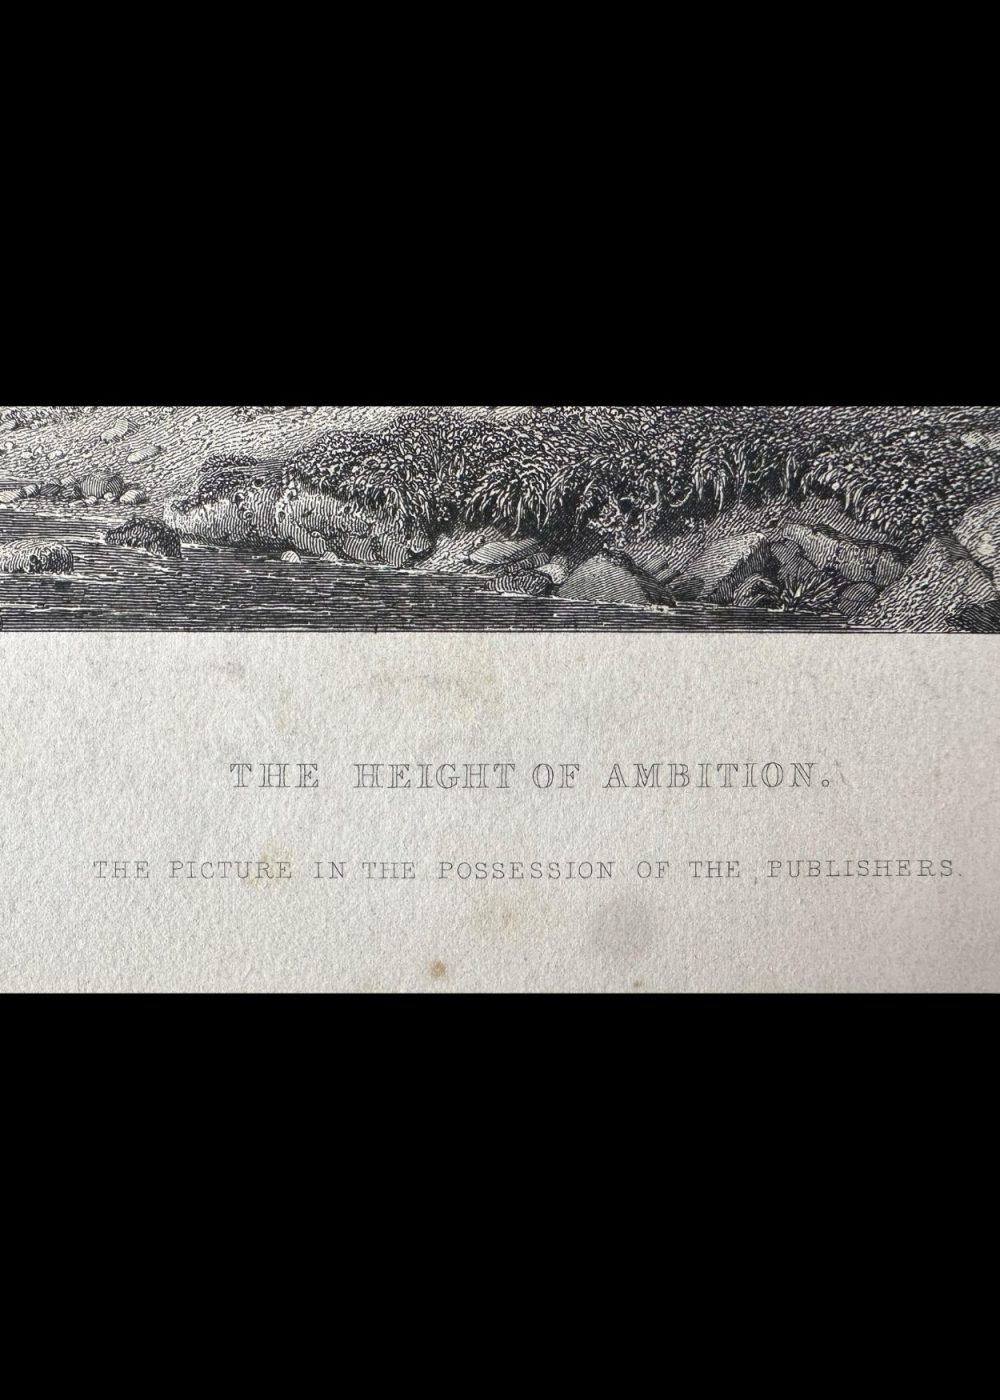 THE HEIGHT OF AMBITION.
THE PICTURE IN THE POSSESSION OF THE PUBLISHERS.